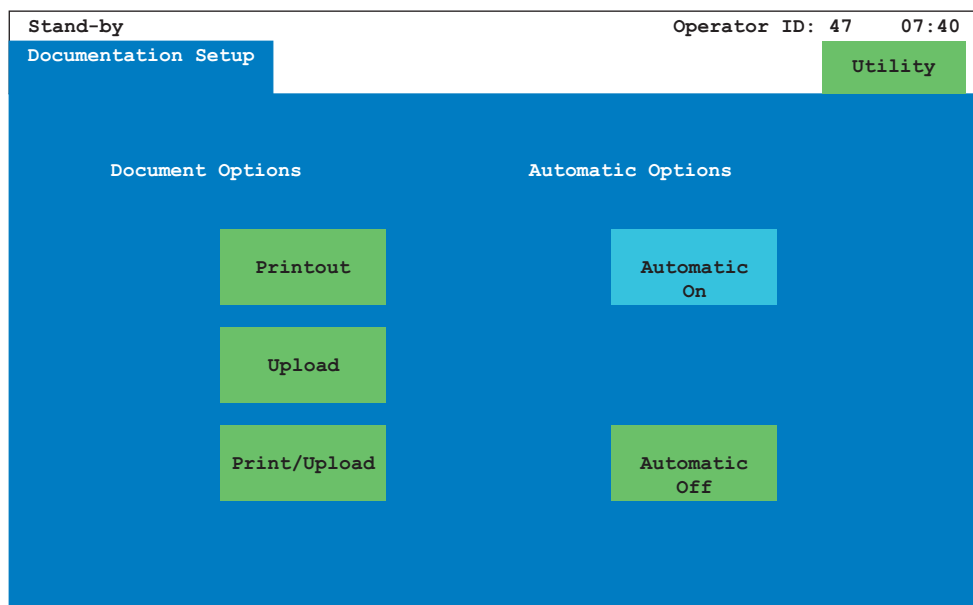 Stand-by Operator ID: 47 07:40
Documentation Setup
Utility
Document Options Automatic Options
Printout
Automatic
On
Upload
Print/Upload
Automatic
Off